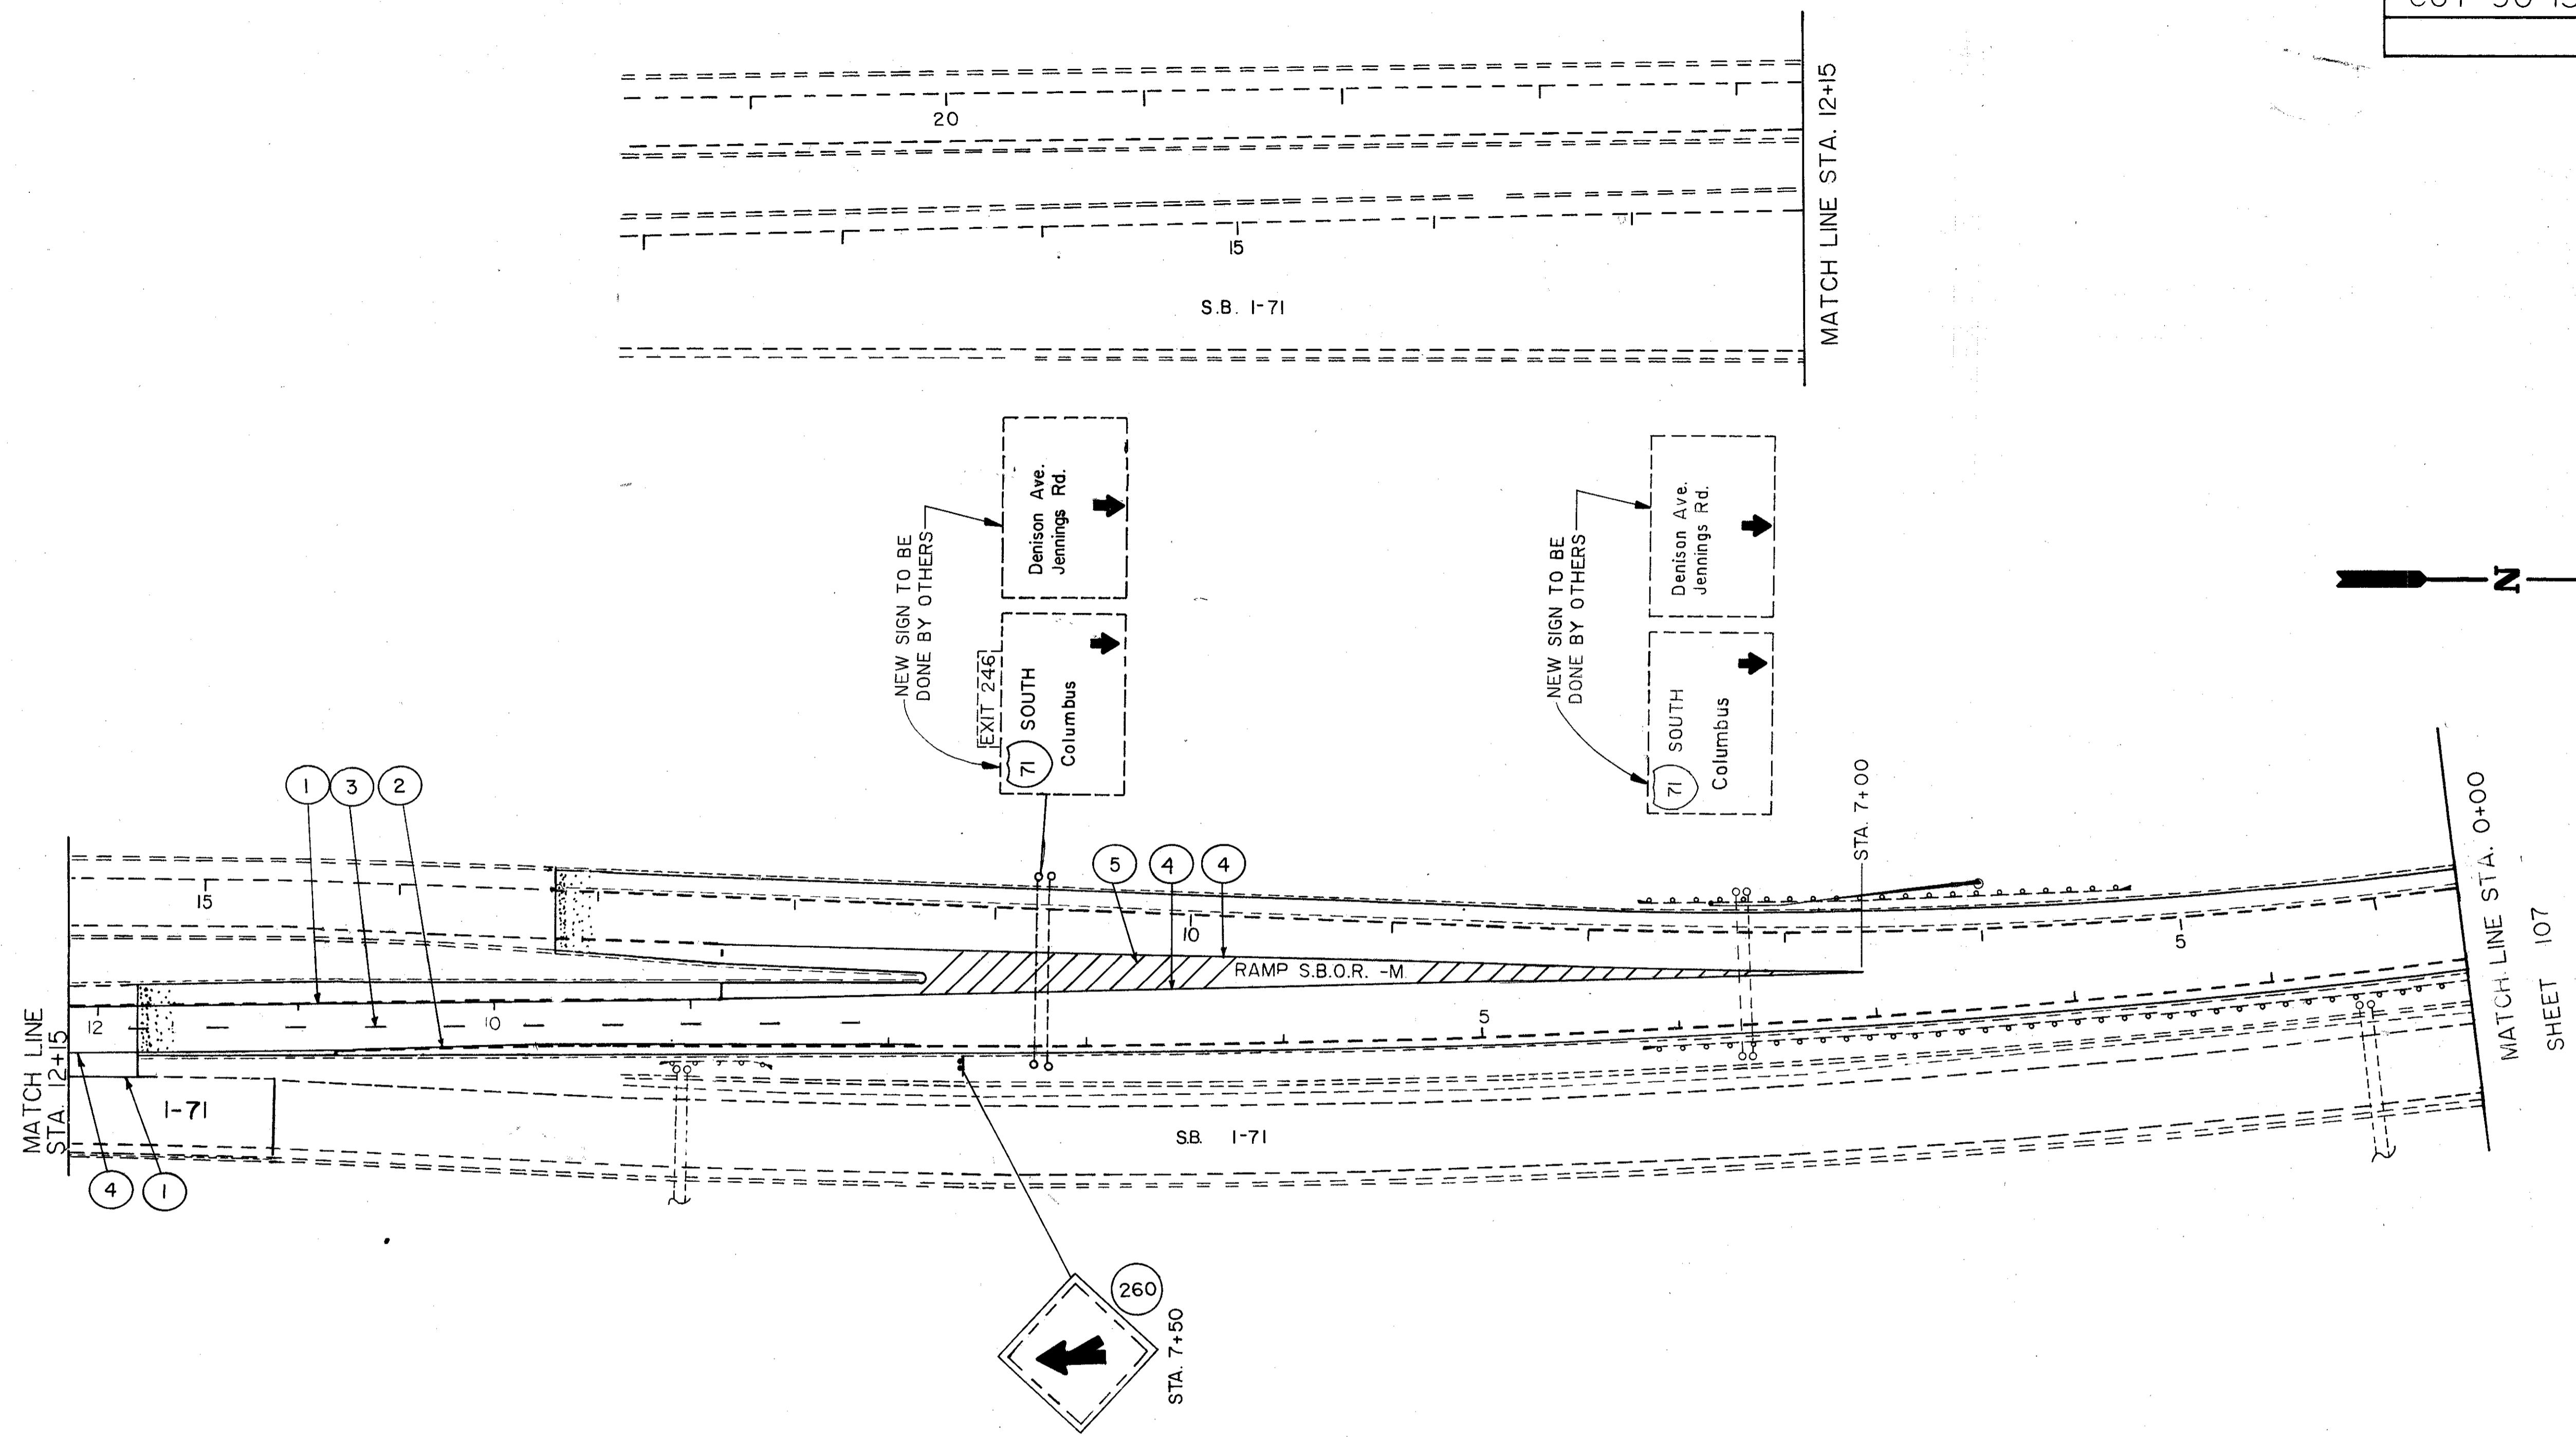 20
15
S.B. I-71
MATCH LINE STA. 12+15
NEW SIGN TO BE
DONE BY OTHERS
Denison Ave.
Jennings Rd.
EXIT 246
71 SOUTH
Columbus
NEW SIGN TO BE
DONE BY OTHERS
Denison Ave.
Jennings Rd.
71 SOUTH
Columbus
N
1
3
2
5
4
4
STA. 7+00
15
10
5
RAMP S.B.O.R. -M
12
10
5
MATCH LINE
STA. 12+15
I-71
S.B. I-71
4
1
260
STA. 7+50
MATCH LINE STA. 0+00
SHEET 107